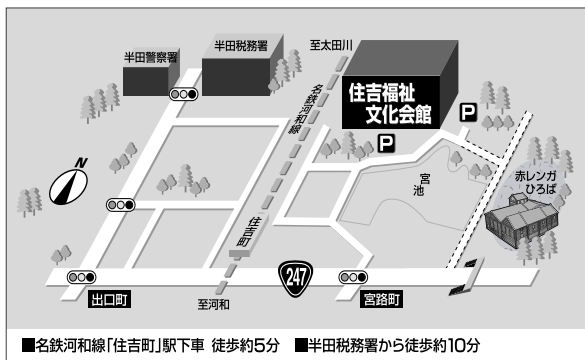 半田警察署
半田税務署
至太田川
名鉄河和線
住吉福祉
文化会館
P
P
N
赤レンガ
ひろば
宮池
住吉町
247
出口町
宮路町
至河和
■名鉄河和線「住吉町」駅下車 徒歩約5分 ■半田税務署から徒歩約10分